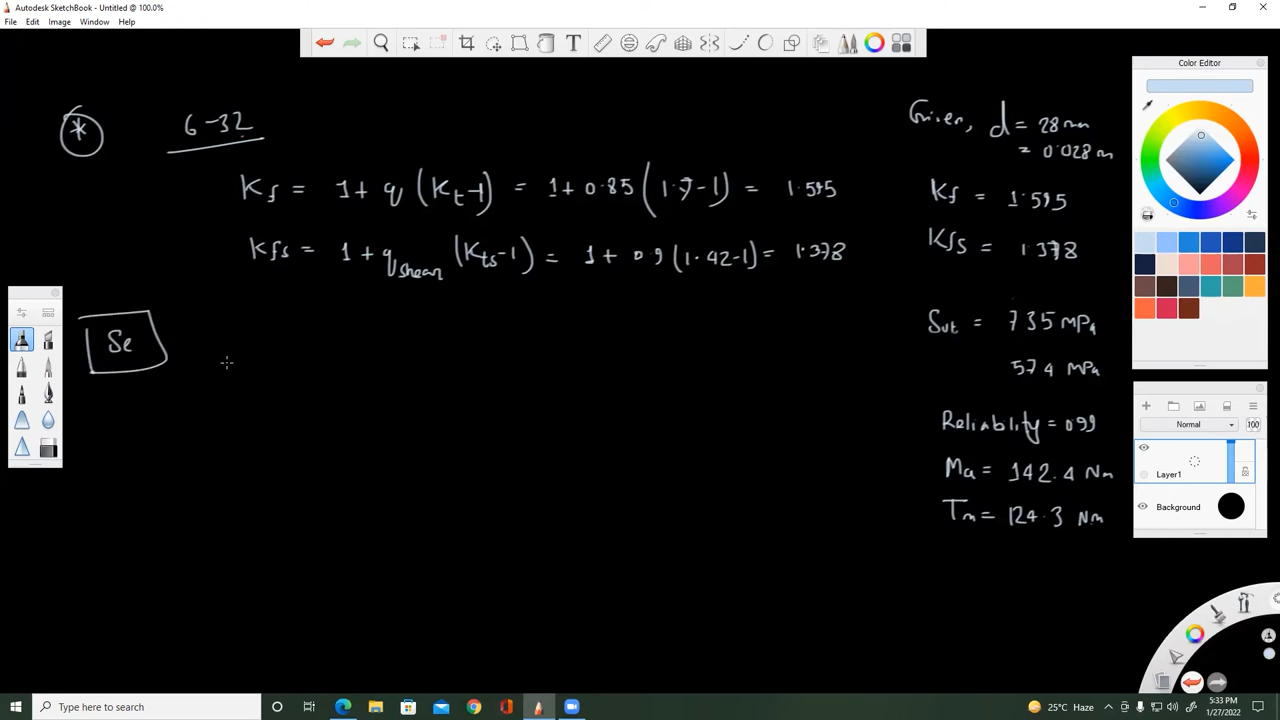 Autodesk SketchBook - Untitled @ 100.0%
File Edit Image Window Help
Color Editor
* 6-32
Kf = 1 + q (Kt-1) = 1 + 0.85 (1.7-1) = 1.595
Kfs = 1 + qshear (Kts-1) = 1 + 0.9 (1.42-1) = 1.378
Se
Given, d = 28 mm
= 0.028 m
Kf = 1.595
Kfs = 1.378
Sut = 735 MPa
574 MPa
Reliability = 099
Ma = 142.4 Nm
Tm = 124.3 Nm
Normal 100
Layer1
Background
Type here to search
25°C Haze
5:33 PM
1/27/2022